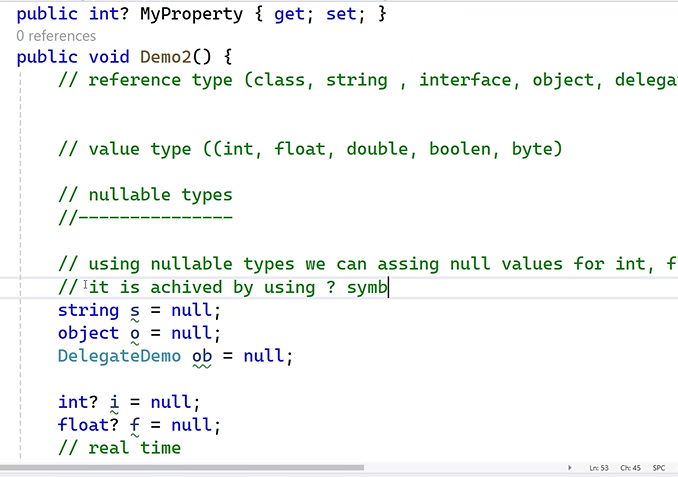 public int? MyProperty { get; set; }
0 references
public void Demo2() {
// reference type (class, string , interface, object, 
// value type ((int, float, double, boolen, byte)
// nullable types
//---------------
// using nullable types we can assing null values for int,
// it is achived by using ? symb
string s = null;
object o = null;
DelegateDemo ob = null;
int? i = null;
float? f = null;
// real time
Ln: 53 Ch: 45 SPC